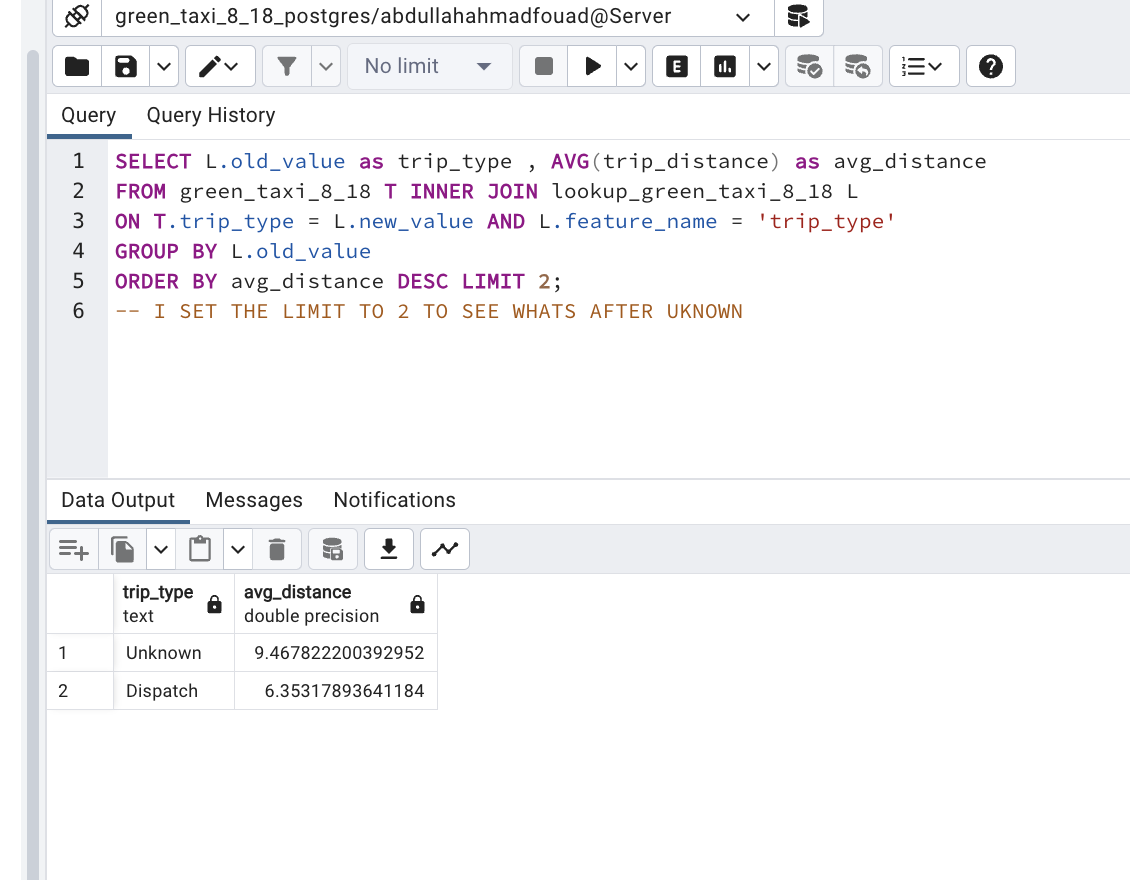 green_taxi_8_18_postgres/abdullahahmadfouad@Server
No limit
E
Query Query History
1 SELECT L.old_value as trip_type , AVG(trip_distance) as avg_distance
2 FROM green_taxi_8_18 T INNER JOIN lookup_green_taxi_8_18 L
3 ON T.trip_type = L.new_value AND L.feature_name = 'trip_type'
4 GROUP BY L.old_value
5 ORDER BY avg_distance DESC LIMIT 2;
6 -- I SET THE LIMIT TO 2 TO SEE WHATS AFTER UKNOWN
Data Output Messages Notifications
trip_type avg_distance
text double precision
1 Unknown 9.467822200392952
2 Dispatch 6.35317893641184